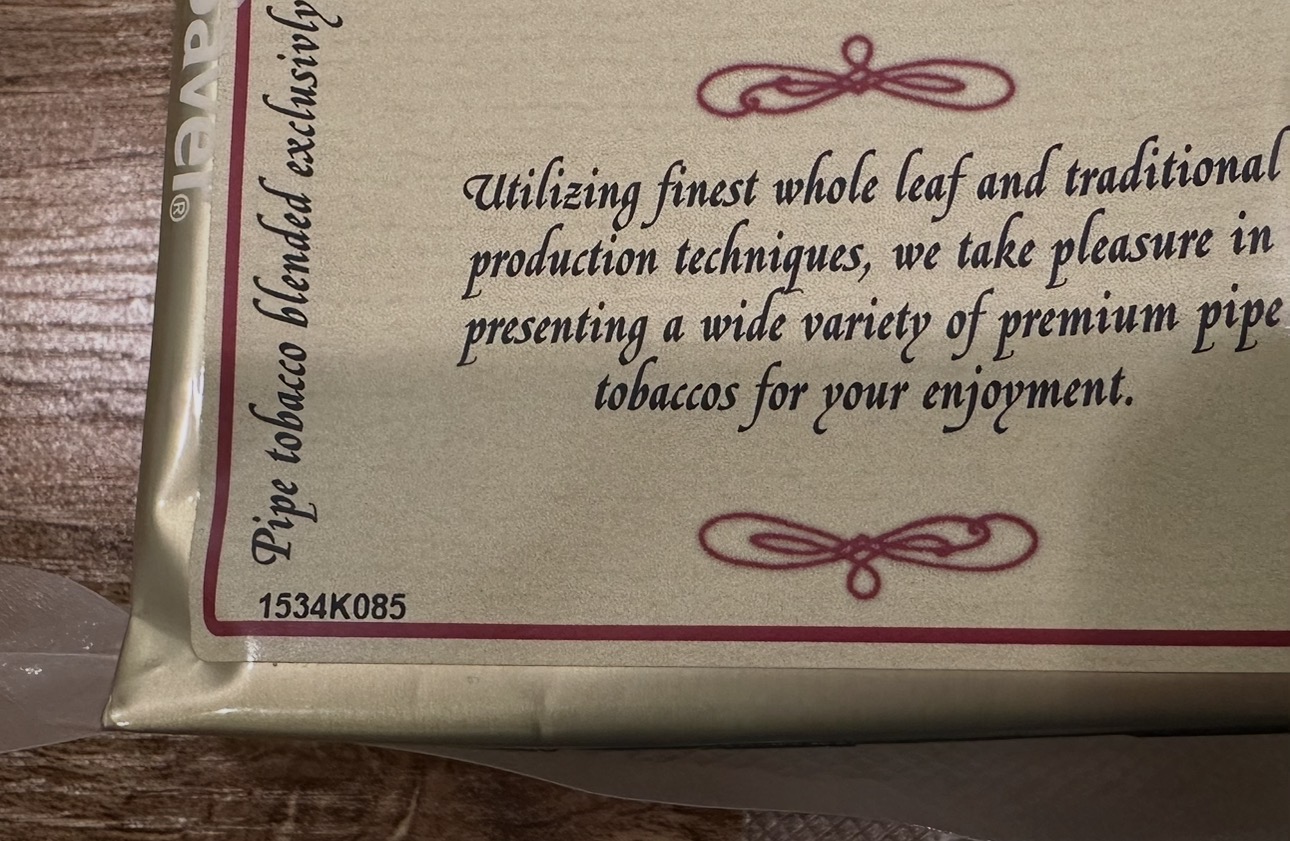 Pipe tobacco blended exclusivly
Utilizing finest whole leaf and traditional
production techniques, we take pleasure in
presenting a wide variety of premium pipe
tobaccos for your enjoyment.
1534K085